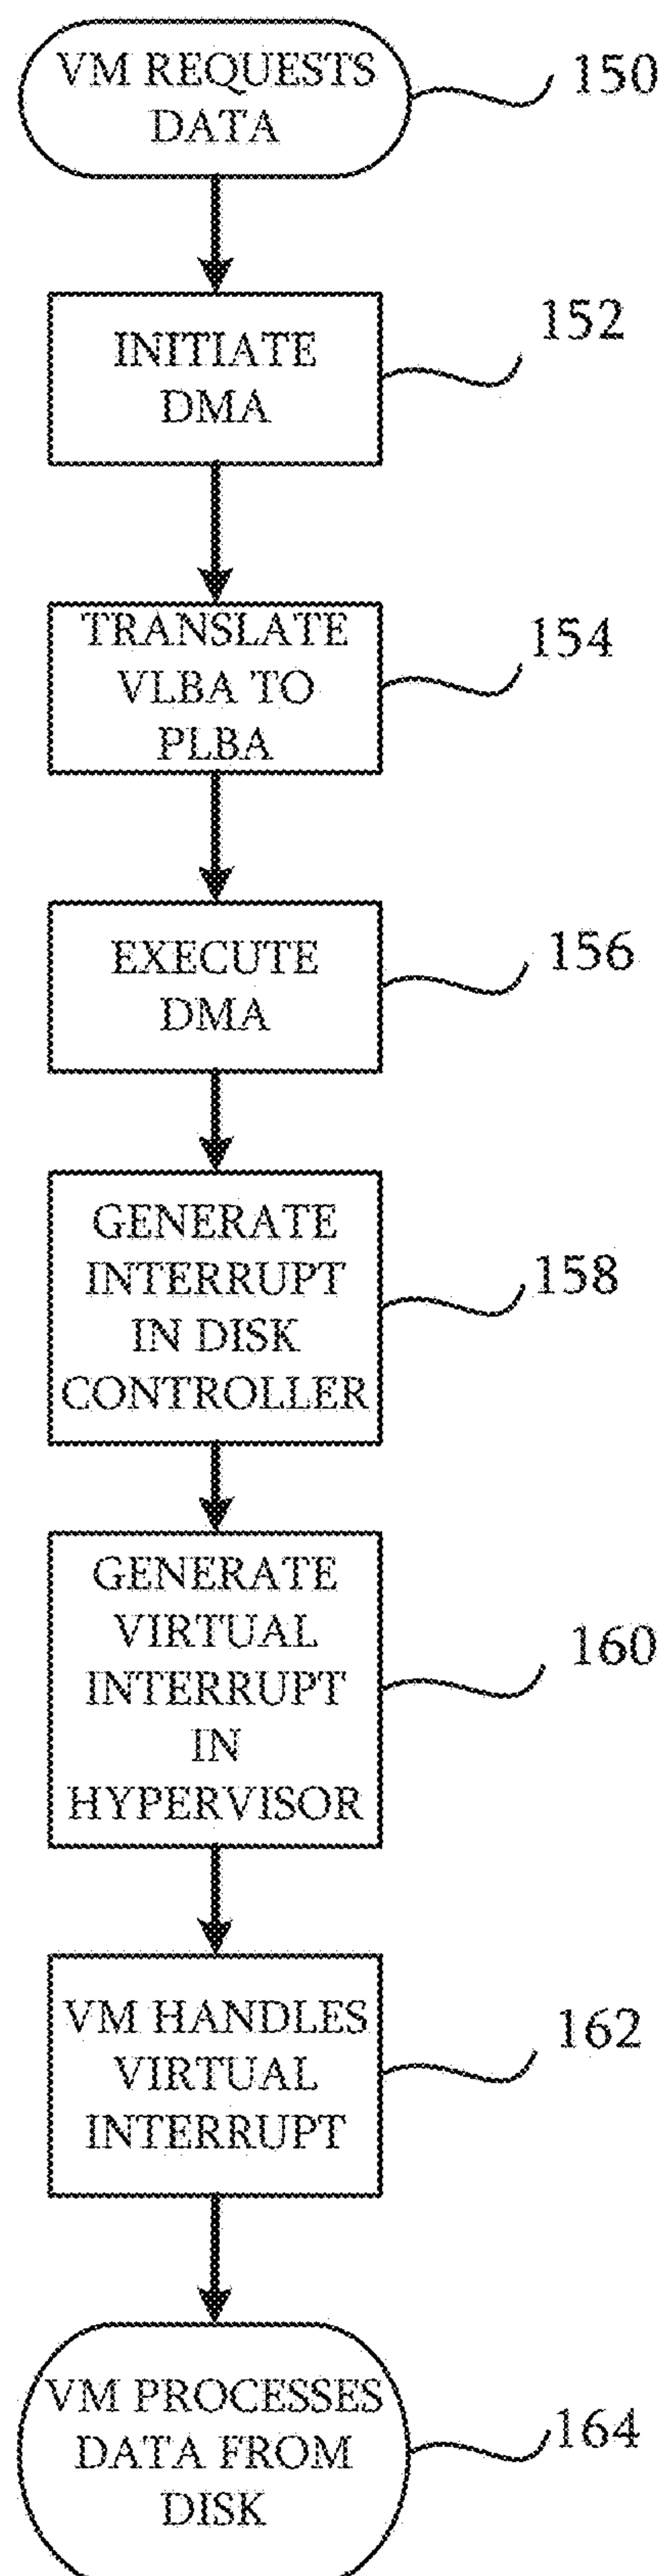 VM REQUESTS
DATA
150
INITIATE
DMA
152
TRANSLATE
VLBA TO
PLBA
154
EXECUTE
DMA
156
GENERATE
INTERRUPT
IN DISK
CONTROLLER
158
GENERATE
VIRTUAL
INTERRUPT
IN
HYPERVISOR
160
VM HANDLES
VIRTUAL
INTERRUPT
162
VM PROCESSES
DATA FROM
DISK
164